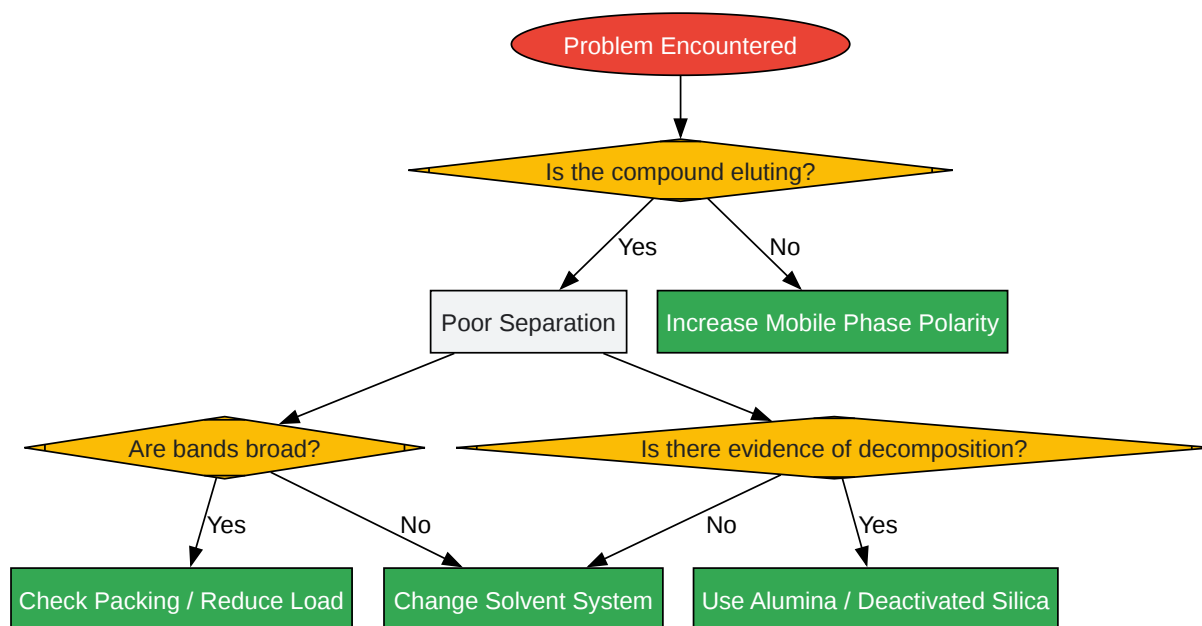 Problem Encountered
Is the compound eluting?
Yes
No
Poor Separation
Increase Mobile Phase Polarity
Are bands broad?
Is there evidence of decomposition?
Yes
No
No
Yes
Check Packing / Reduce Load
Change Solvent System
Use Alumina / Deactivated Silica